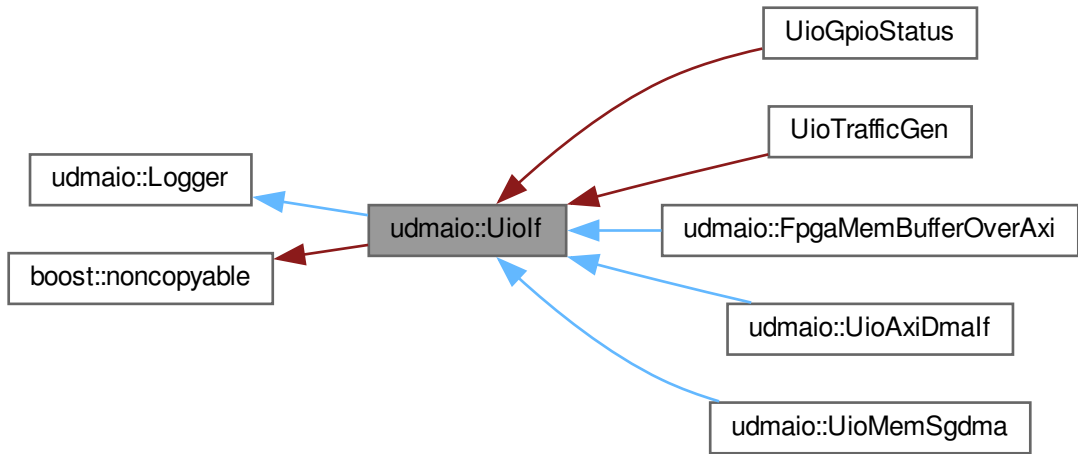 udmaio::Logger
boost::noncopyable
udmaio::UioIf
UioGpioStatus
UioTrafficGen
udmaio::FpgaMemBufferOverAxi
udmaio::UioAxiDmaIf
udmaio::UioMemSgdma